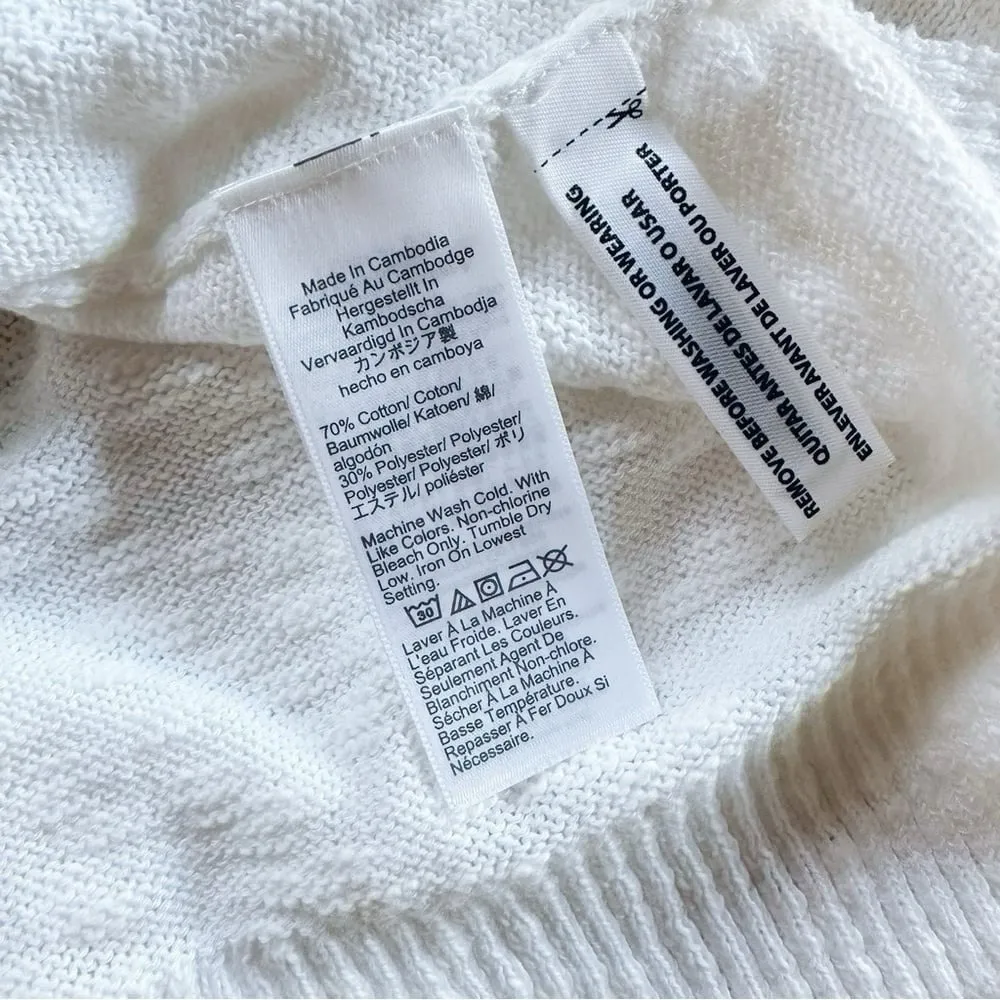 Made In Cambodia
Fabriqué Au Cambodge
Hergestellt In
Kambodscha
Vervaardigd In Cambodja
カンボジア製
hecho en camboya
70% Cotton/ Coton/
Baumwolle/ Katoen/ 綿/
algodón
30% Polyester/ Polyester/
Polyester/ Polyester/ ポリ
エステル/ poliéster
Machine Wash Cold. With
Like Colors. Non-chlorine
Bleach Only. Tumble Dry
Low. Iron On Lowest
Setting.
30
Laver À La Machine À
L'eau Froide. Laver En
Séparant Les Couleurs.
Seulement Agent De
Blanchiment Non-chlore.
Sécher À La Machine À
Basse Température.
Repasser À Fer Doux Si
Nécessaire.
REMOVE BEFORE WASHING OR WEARING
QUITAR ANTES DE LAVAR O USAR
ENLEVER AVANT DE LAVER OU PORTER